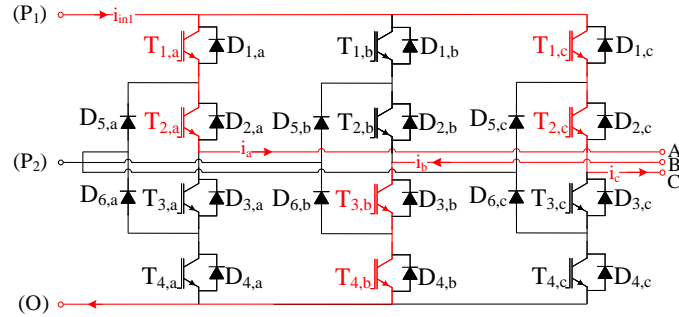 (P1) iin1
T1,a D1,a T1,b D1,b T1,c D1,c
D5,a T2,a D2,a D5,b T2,b D2,b D5,c T2,c D2,c
ia A
(P2) ib B
ic C
D6,a T3,a D3,a D6,b T3,b D3,b D6,c T3,c D3,c
T4,a D4,a T4,b D4,b T4,c D4,c
(O)